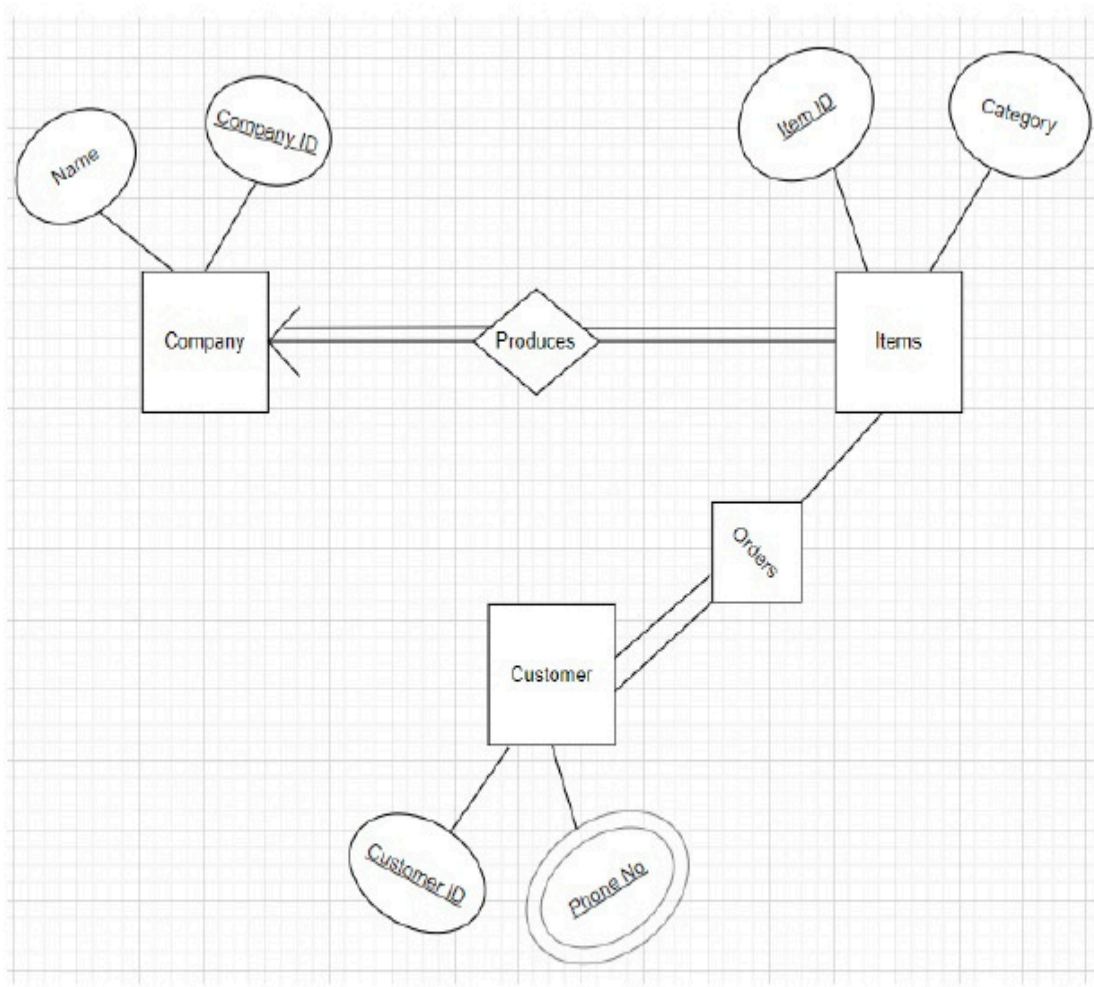 Name
Company ID
Item ID
Category
Company
Produces
Items
Orders
Customer
Customer ID
Phone No